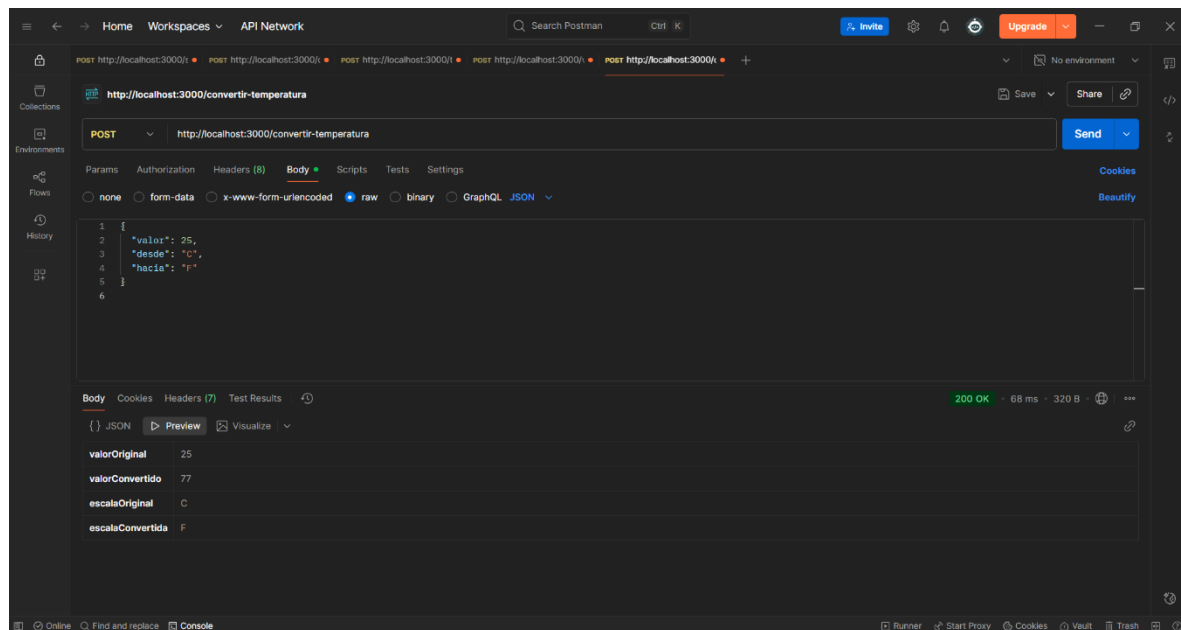 Home Workspaces API Network Search Postman Ctrl K Invite Upgrade
POST http://localhost:3000/t POST http://localhost:3000/c POST http://localhost:3000/t POST http://localhost:3000/v POST http://localhost:3000/c + No environment
HTTP http://localhost:3000/convertir-temperatura Save Share
Collections
POST http://localhost:3000/convertir-temperatura Send
Environments
Params Authorization Headers (8) Body Scripts Tests Settings Cookies
Flows
none form-data x-www-form-urlencoded raw binary GraphQL JSON Beautify
History
1 {
2 "valor": 25,
3 "desde": "C",
4 "hacia": "F"
5 }
6
Body Cookies Headers (7) Test Results 200 OK • 68 ms • 320 B
{} JSON Preview Visualize
valorOriginal 25
valorConvertido 77
escalaOriginal C
escalaConvertida F
Online Find and replace Console Runner Start Proxy Cookies Vault Trash